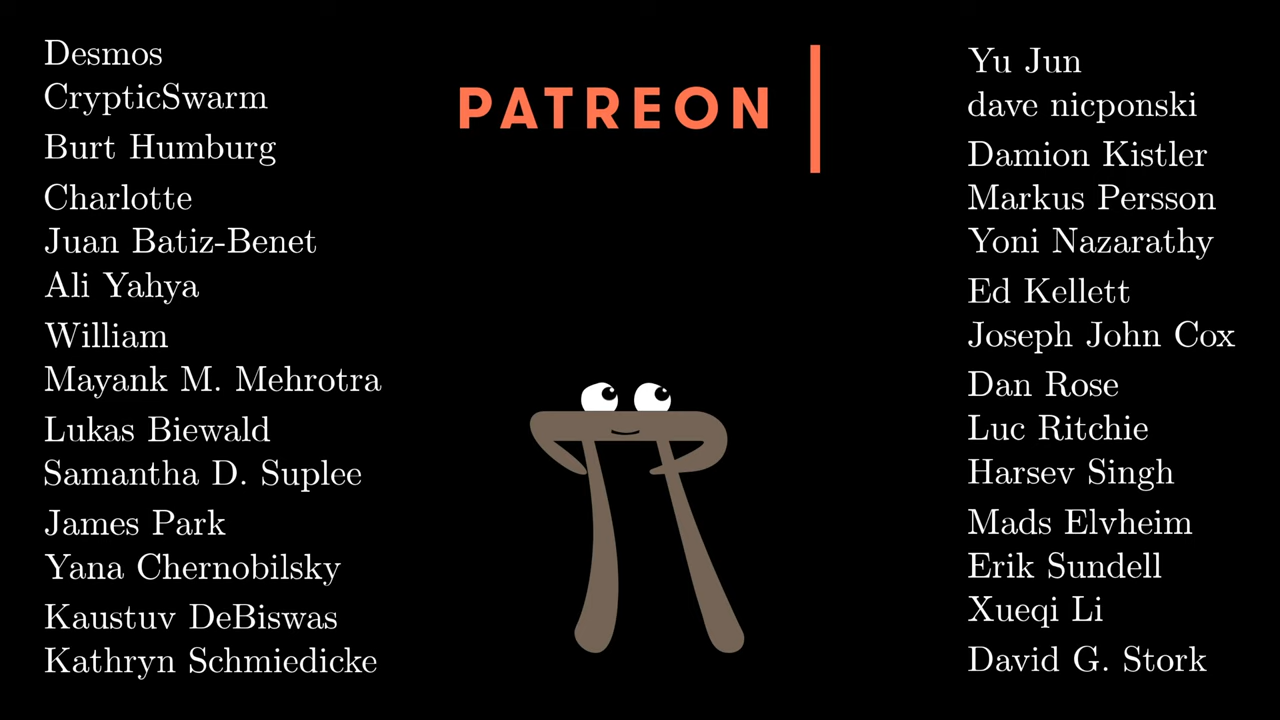 Desmos
CrypticSwarm
Burt Humburg
Charlotte
Juan Batiz-Benet
Ali Yahya
William
Mayank M. Mehrotra
Lukas Biewald
Samantha D. Suplee
James Park
Yana Chernobilsky
Kaustuv DeBiswas
Kathryn Schmiedicke
PATREON
Yu Jun
dave nicponski
Damion Kistler
Markus Persson
Yoni Nazarathy
Ed Kellett
Joseph John Cox
Dan Rose
Luc Ritchie
Harsev Singh
Mads Elvheim
Erik Sundell
Xueqi Li
David G. Stork